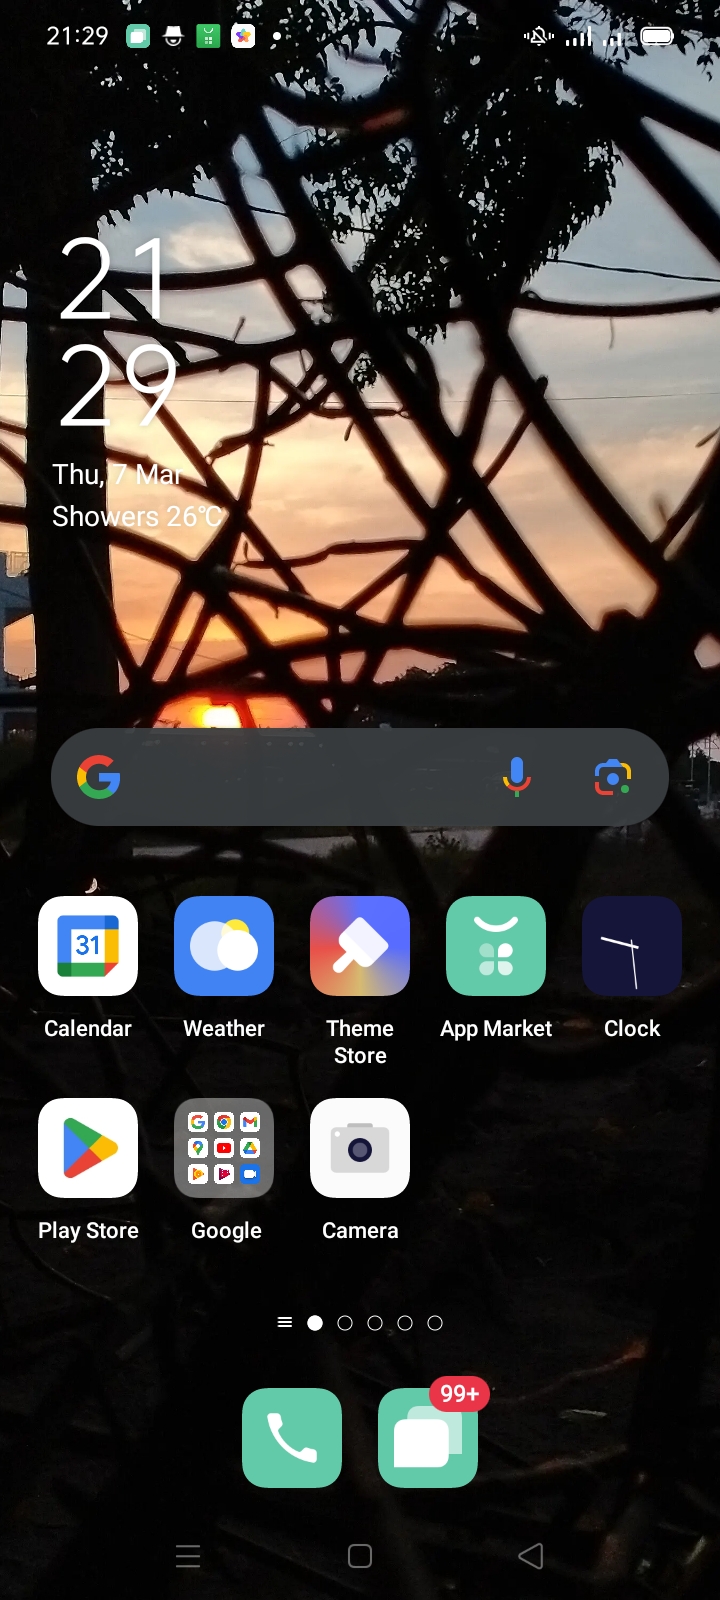 21:29
21
29
Thu, 7 Mar
Showers 26°C
31
Calendar
Weather
Theme
Store
App Market
Clock
Play Store
Google
Camera
99+